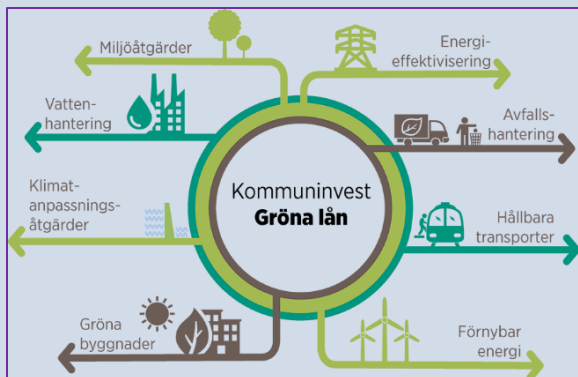 Miljöåtgärder
Energi-
effektivisering
Vatten-
hantering
Avfalls-
hantering
Kommuninvest
Gröna lån
Klimat-
anpassnings-
åtgärder
Hållbara
transporter
Gröna
byggnader
Förnybar
energi